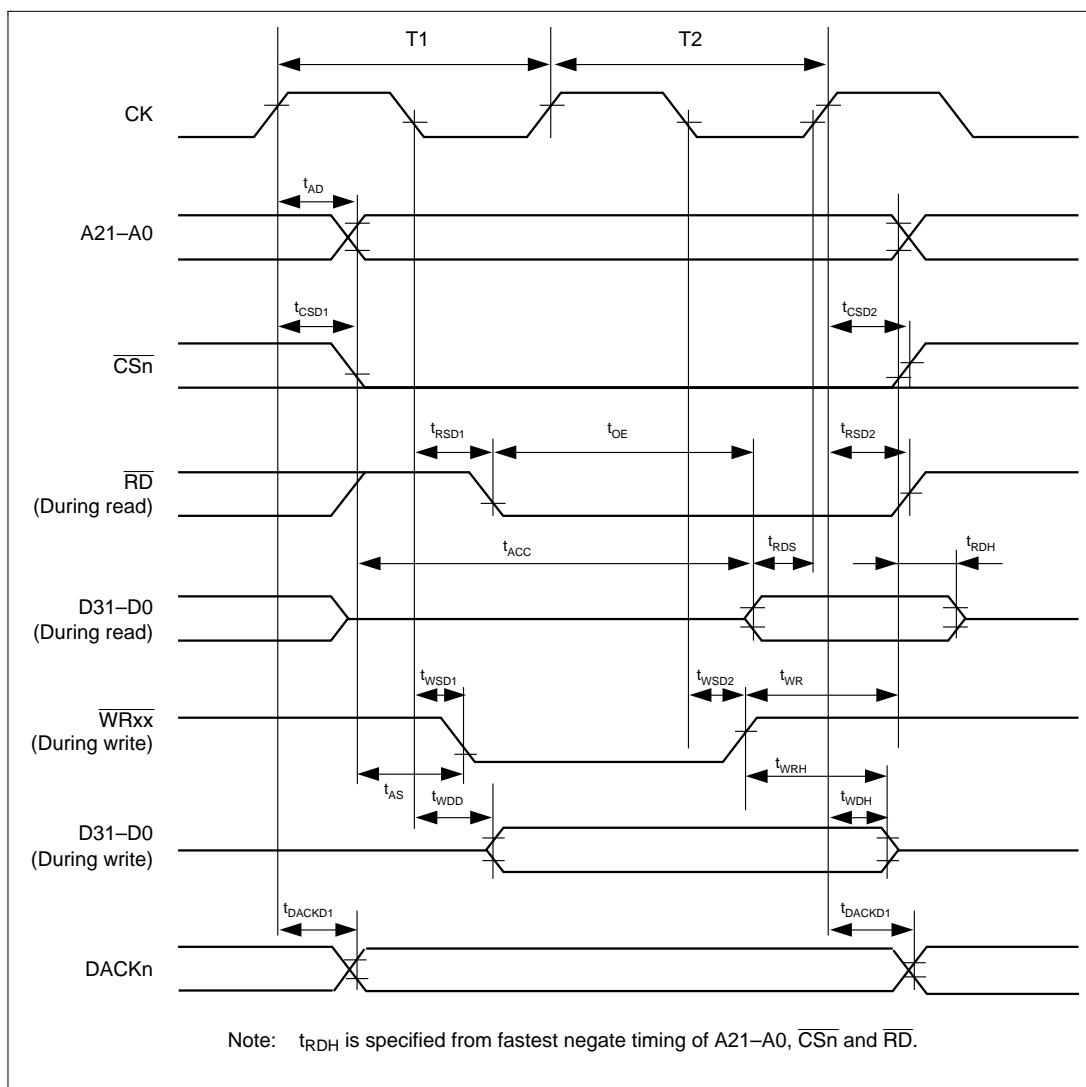 T1 T2
CK
tAD
A21–A0
tCSD1 tCSD2
CSn
tRSD1 tOE tRSD2
RD
(During read)
tACC tRDS tRDH
D31–D0
(During read)
tWSD1 tWSD2 tWR
WRxx
(During write)
tWRH
tAS tWDD tWDH
D31–D0
(During write)
tDACKD1 tDACKD1
DACKn
Note: tRDH is specified from fastest negate timing of A21–A0, CSn and RD.